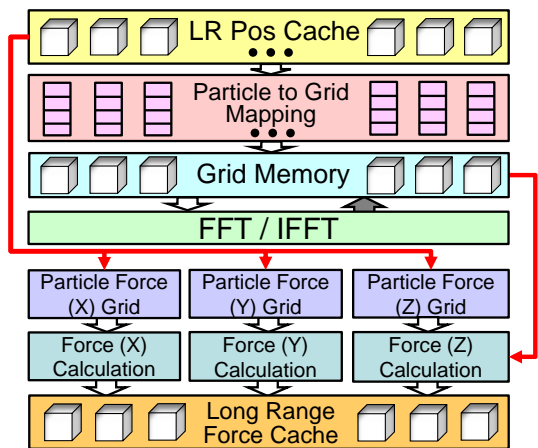 LR Pos Cache
Particle to Grid
Mapping
Grid Memory
FFT / IFFT
Particle Force
(X) Grid
Particle Force
(Y) Grid
Particle Force
(Z) Grid
Force (X)
Calculation
Force (Y)
Calculation
Force (Z)
Calculation
Long Range
Force Cache